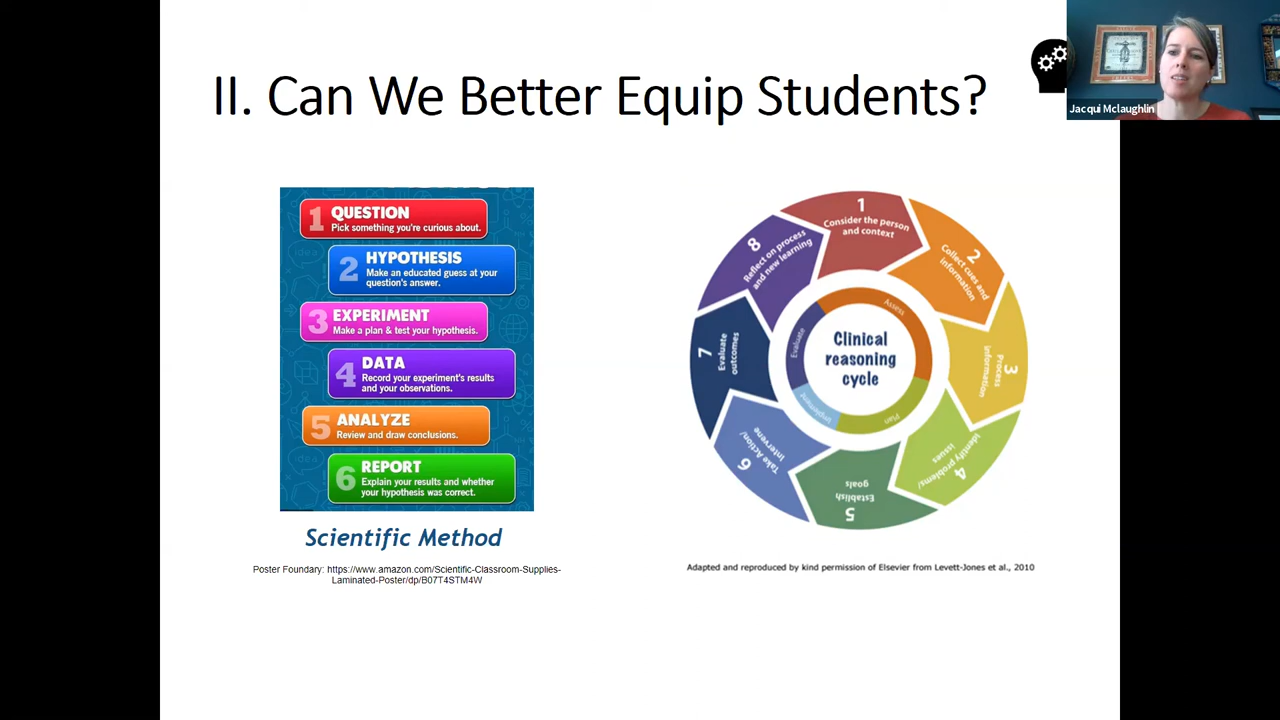 II. Can We Better Equip Students?
Jacqui Mclaughlin
1 QUESTION
Pick something you're curious about.
2 HYPOTHESIS
Make an educated guess at your
question's answer.
3 EXPERIMENT
Make a plan & test your hypothesis.
4 DATA
Record your experiment's results
and your observations.
5 ANALYZE
Review and draw conclusions.
6 REPORT
Explain your results and whether
your hypothesis was correct.
Scientific Method
Poster Foundary: https://www.amazon.com/Scientific-Classroom-Supplies-
Laminated-Poster/dp/B07T4STM4W
1
Consider the person
and context
2
Collect cues and
information
3
Process
information
4
Identify problems/
issues
5
Establish
goals
6
Take Action/
Intervene
7
Evaluate
outcomes
8
Reflect on process
and new learning
Assess
Plan
Implement
Evaluate
Clinical
reasoning
cycle
Adapted and reproduced by kind permission of Elsevier from Levett-Jones et al., 2010